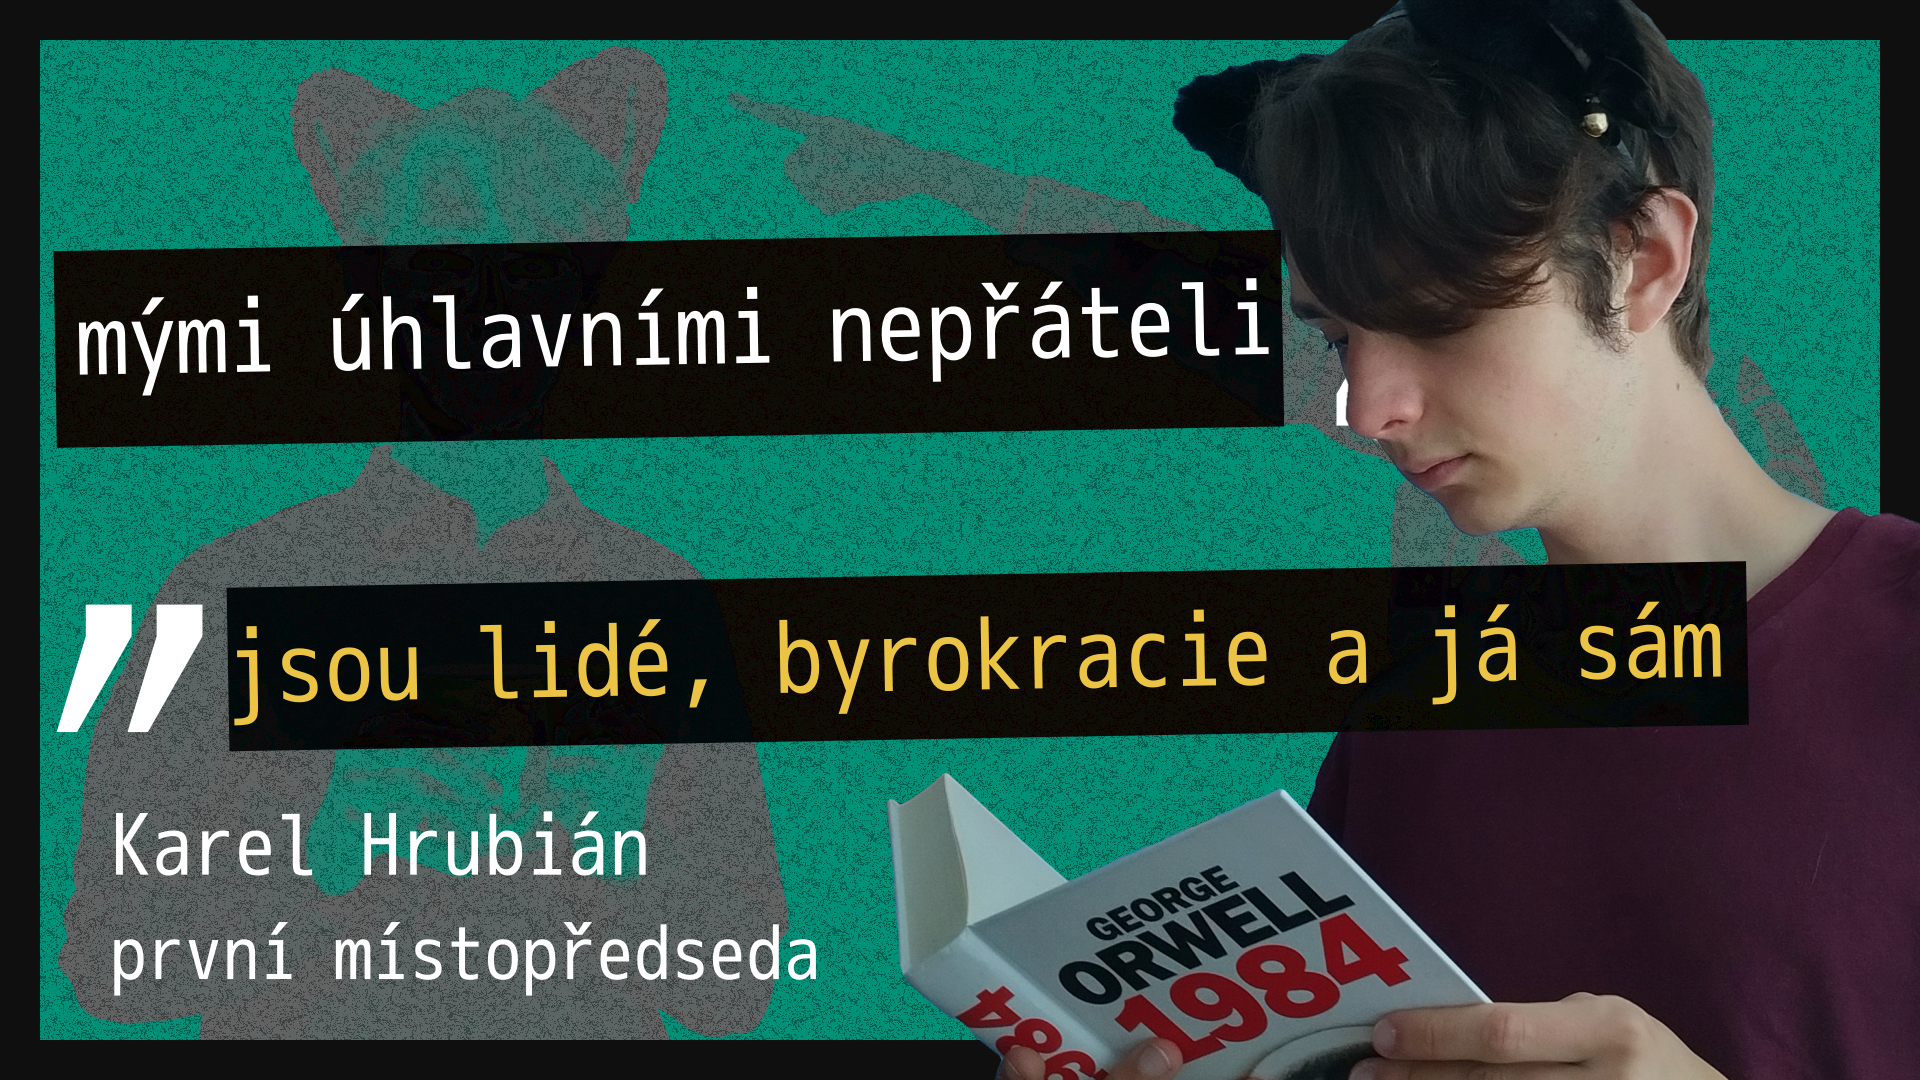 mými úhlavními nepřáteli
„jsou lidé, byrokracie a já sám
Karel Hrubián
první místopředseda
GEORGE
ORWELL
1984